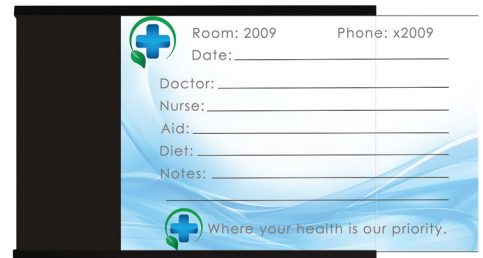 Room: 2009 Phone: x2009
Date:
Doctor:
Nurse:
Aid:
Diet:
Notes:
Where your health is our priority.